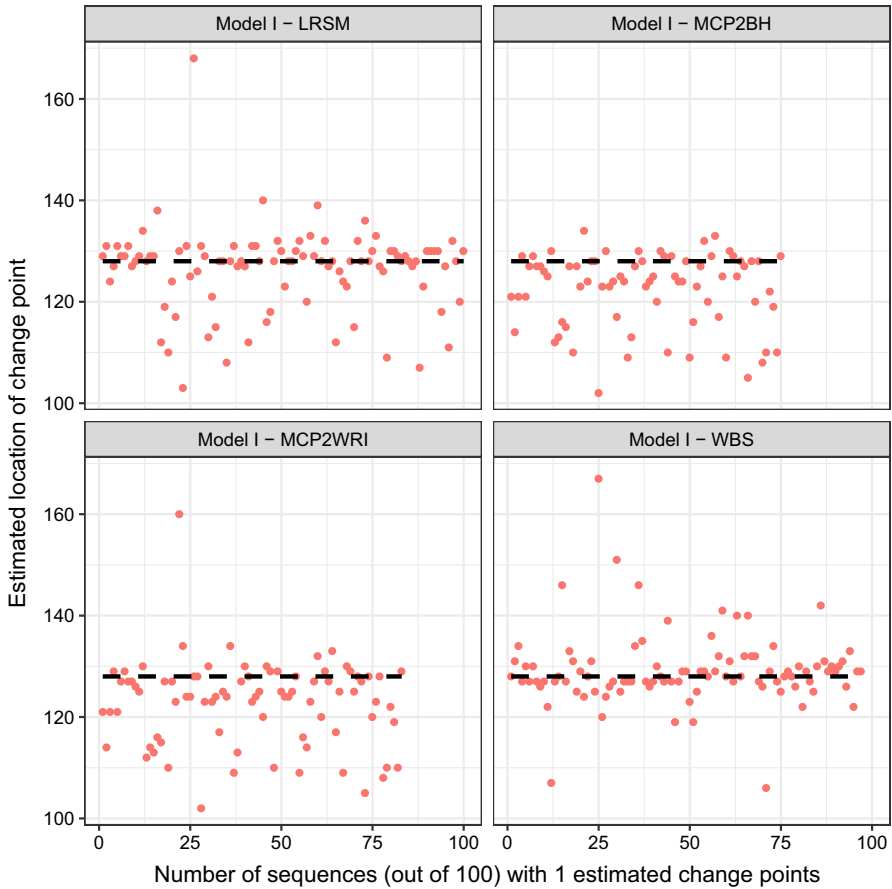 Model I − LRSM
Model I − MCP2BH
160
140
120
100
Model I − MCP2WRI
Model I − WBS
160
140
120
100
0 25 50 75 100
0 25 50 75 100
Estimated location of change point
Number of sequences (out of 100) with 1 estimated change points